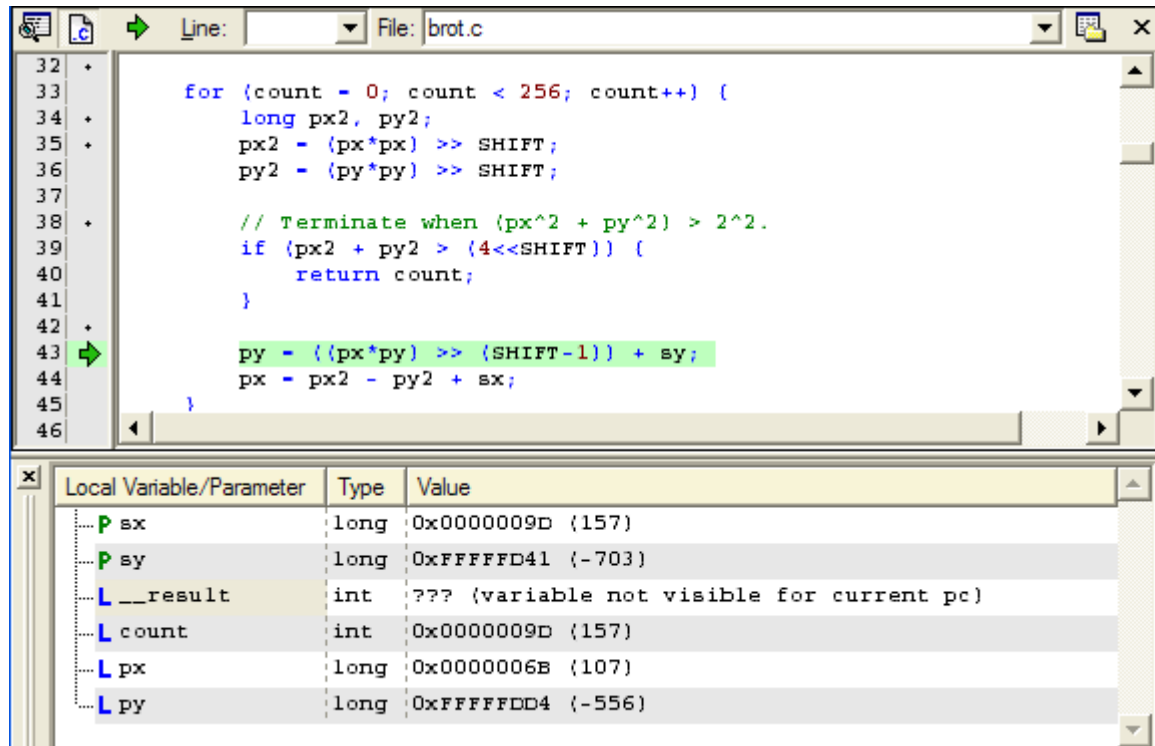 .c Line: File: brot.c
32
33 for (count = 0; count < 256; count++) {
34 long px2, py2;
35 px2 = (px*px) >> SHIFT;
36 py2 = (py*py) >> SHIFT;
37
38 // Terminate when (px^2 + py^2) > 2^2.
39 if (px2 + py2 > (4<<SHIFT)) {
40 return count;
41 }
42
43 py = ((px*py) >> (SHIFT-1)) + sy;
44 px = px2 - py2 + sx;
45 }
46
Local Variable/Parameter Type Value
P sx long 0x0000009D (157)
P sy long 0xFFFFFD41 (-703)
L __result int ??? (variable not visible for current pc)
L count int 0x0000009D (157)
L px long 0x0000006B (107)
L py long 0xFFFFFDD4 (-556)